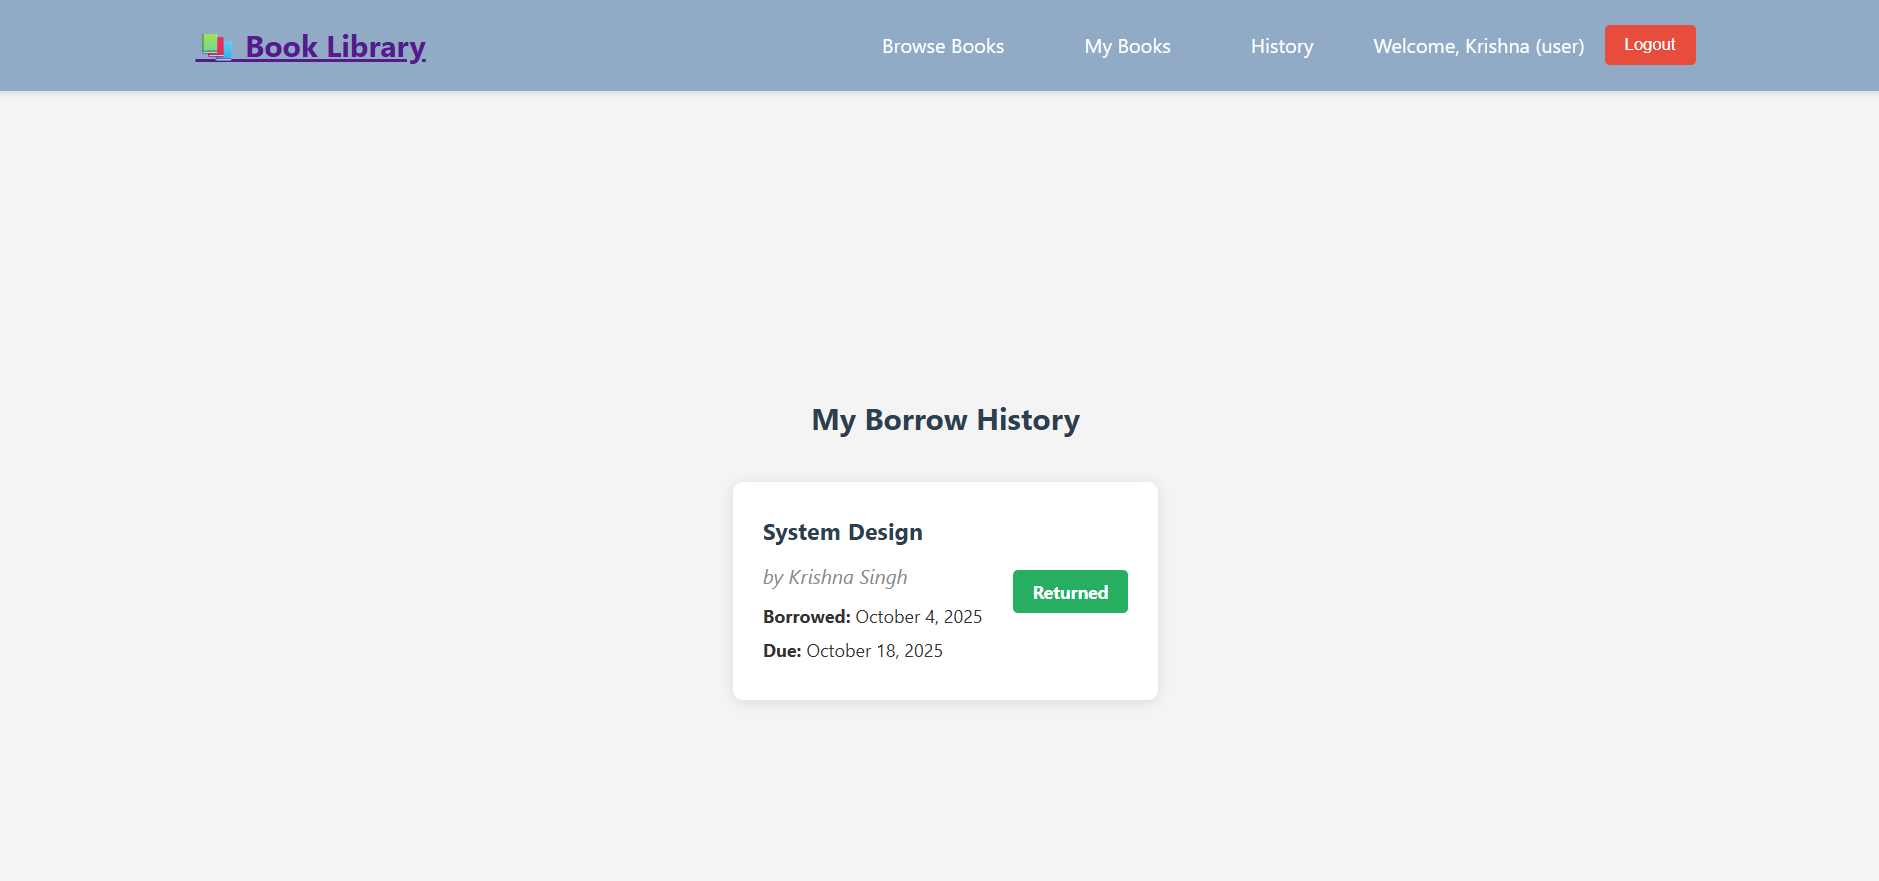 📚 Book Library
Browse Books
My Books
History
Welcome, Krishna (user)
Logout
My Borrow History
System Design
by Krishna Singh
Returned
Borrowed: October 4, 2025
Due: October 18, 2025